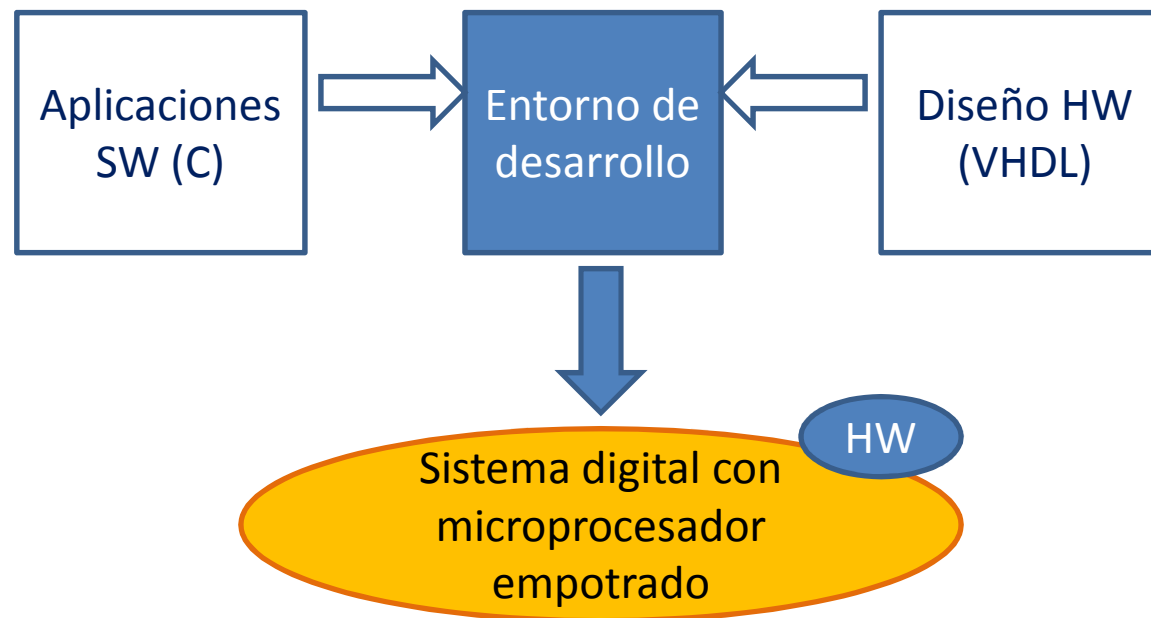 Aplicaciones
SW (C)
Entorno de
desarrollo
Diseño HW
(VHDL)
HW
Sistema digital con
microprocesador
empotrado